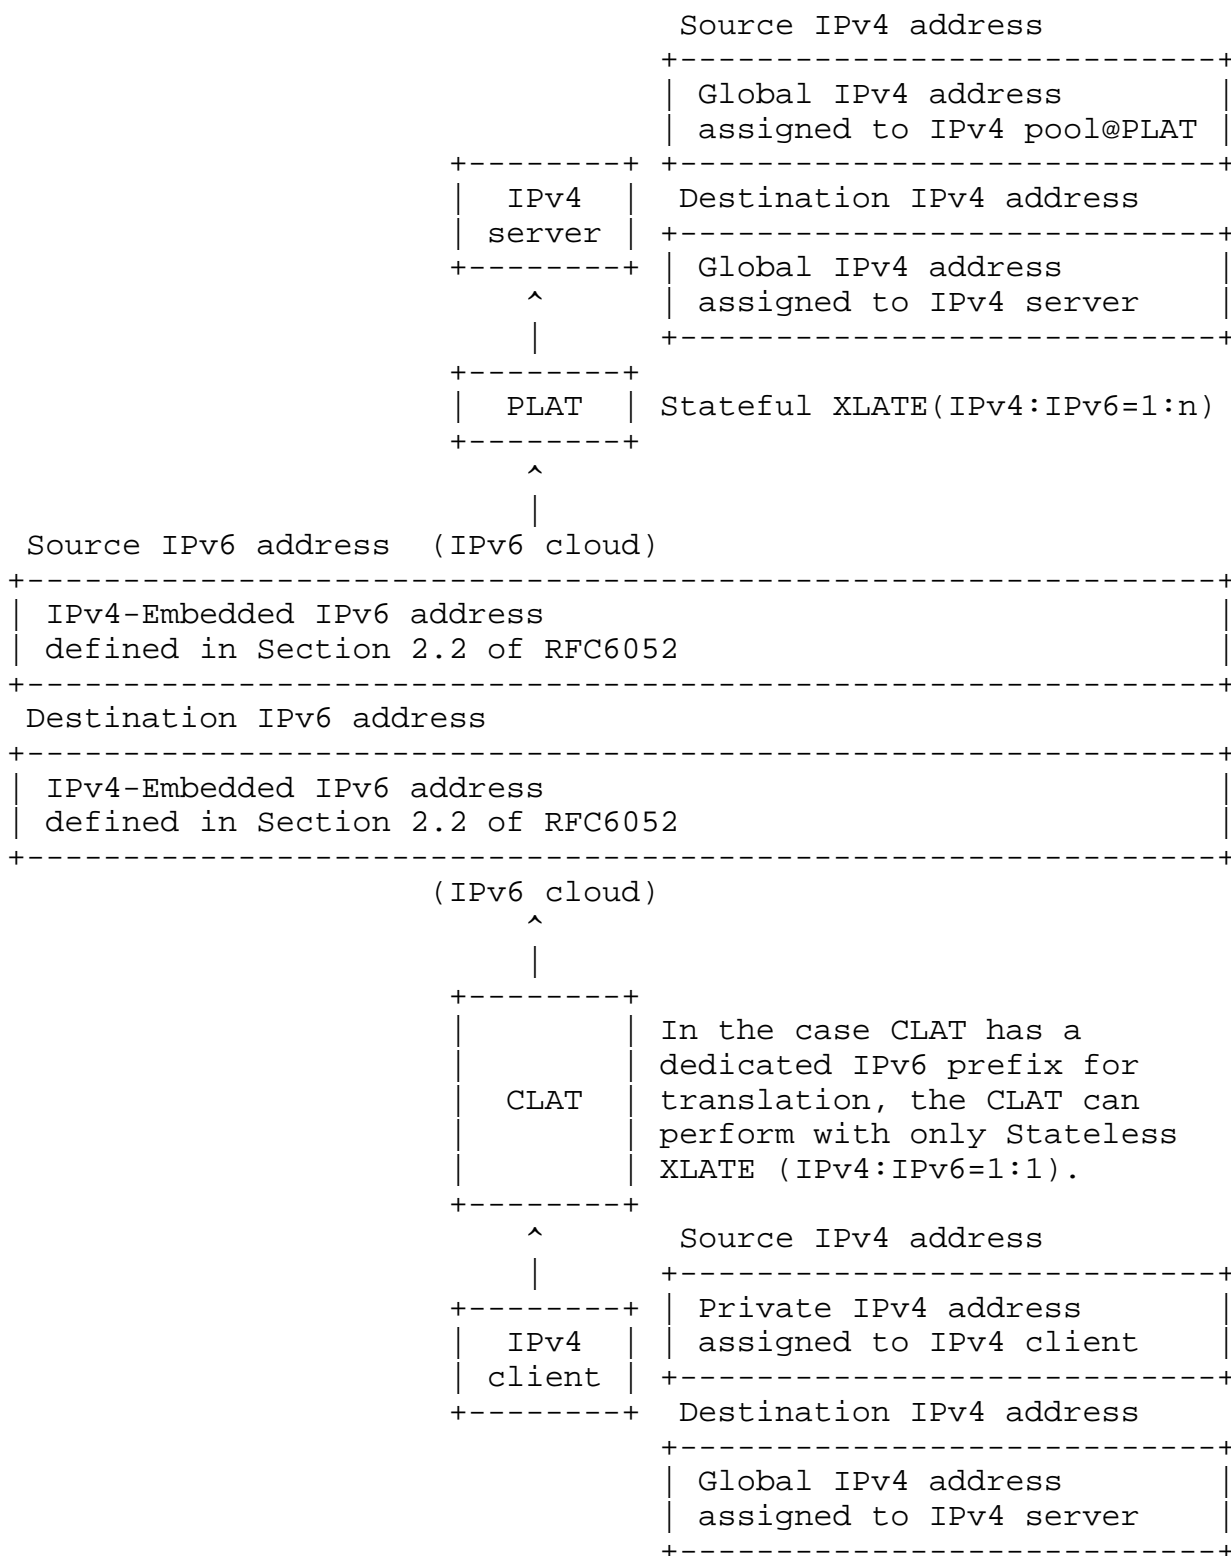 Source IPv4 address
+----------------------------+
| Global IPv4 address |
| assigned to IPv4 pool@PLAT |
+--------+ +----------------------------+
| IPv4 | Destination IPv4 address
| server | +----------------------------+
+--------+ | Global IPv4 address |
^ | assigned to IPv4 server |
| +----------------------------+
+--------+
| PLAT | Stateful XLATE(IPv4:IPv6=1:n)
+--------+
^
|
Source IPv6 address (IPv6 cloud)
+--------------------------------------------------------------+
| IPv4-Embedded IPv6 address |
| defined in Section 2.2 of RFC6052 |
+--------------------------------------------------------------+
Destination IPv6 address
+--------------------------------------------------------------+
| IPv4-Embedded IPv6 address |
| defined in Section 2.2 of RFC6052 |
+--------------------------------------------------------------+
(IPv6 cloud)
^
|
+--------+
| | In the case CLAT has a
| | dedicated IPv6 prefix for
| CLAT | translation, the CLAT can
| | perform with only Stateless
| | XLATE (IPv4:IPv6=1:1).
+--------+
^ Source IPv4 address
| +----------------------------+
+--------+ | Private IPv4 address |
| IPv4 | | assigned to IPv4 client |
| client | +----------------------------+
+--------+ Destination IPv4 address
+----------------------------+
| Global IPv4 address |
| assigned to IPv4 server |
+----------------------------+